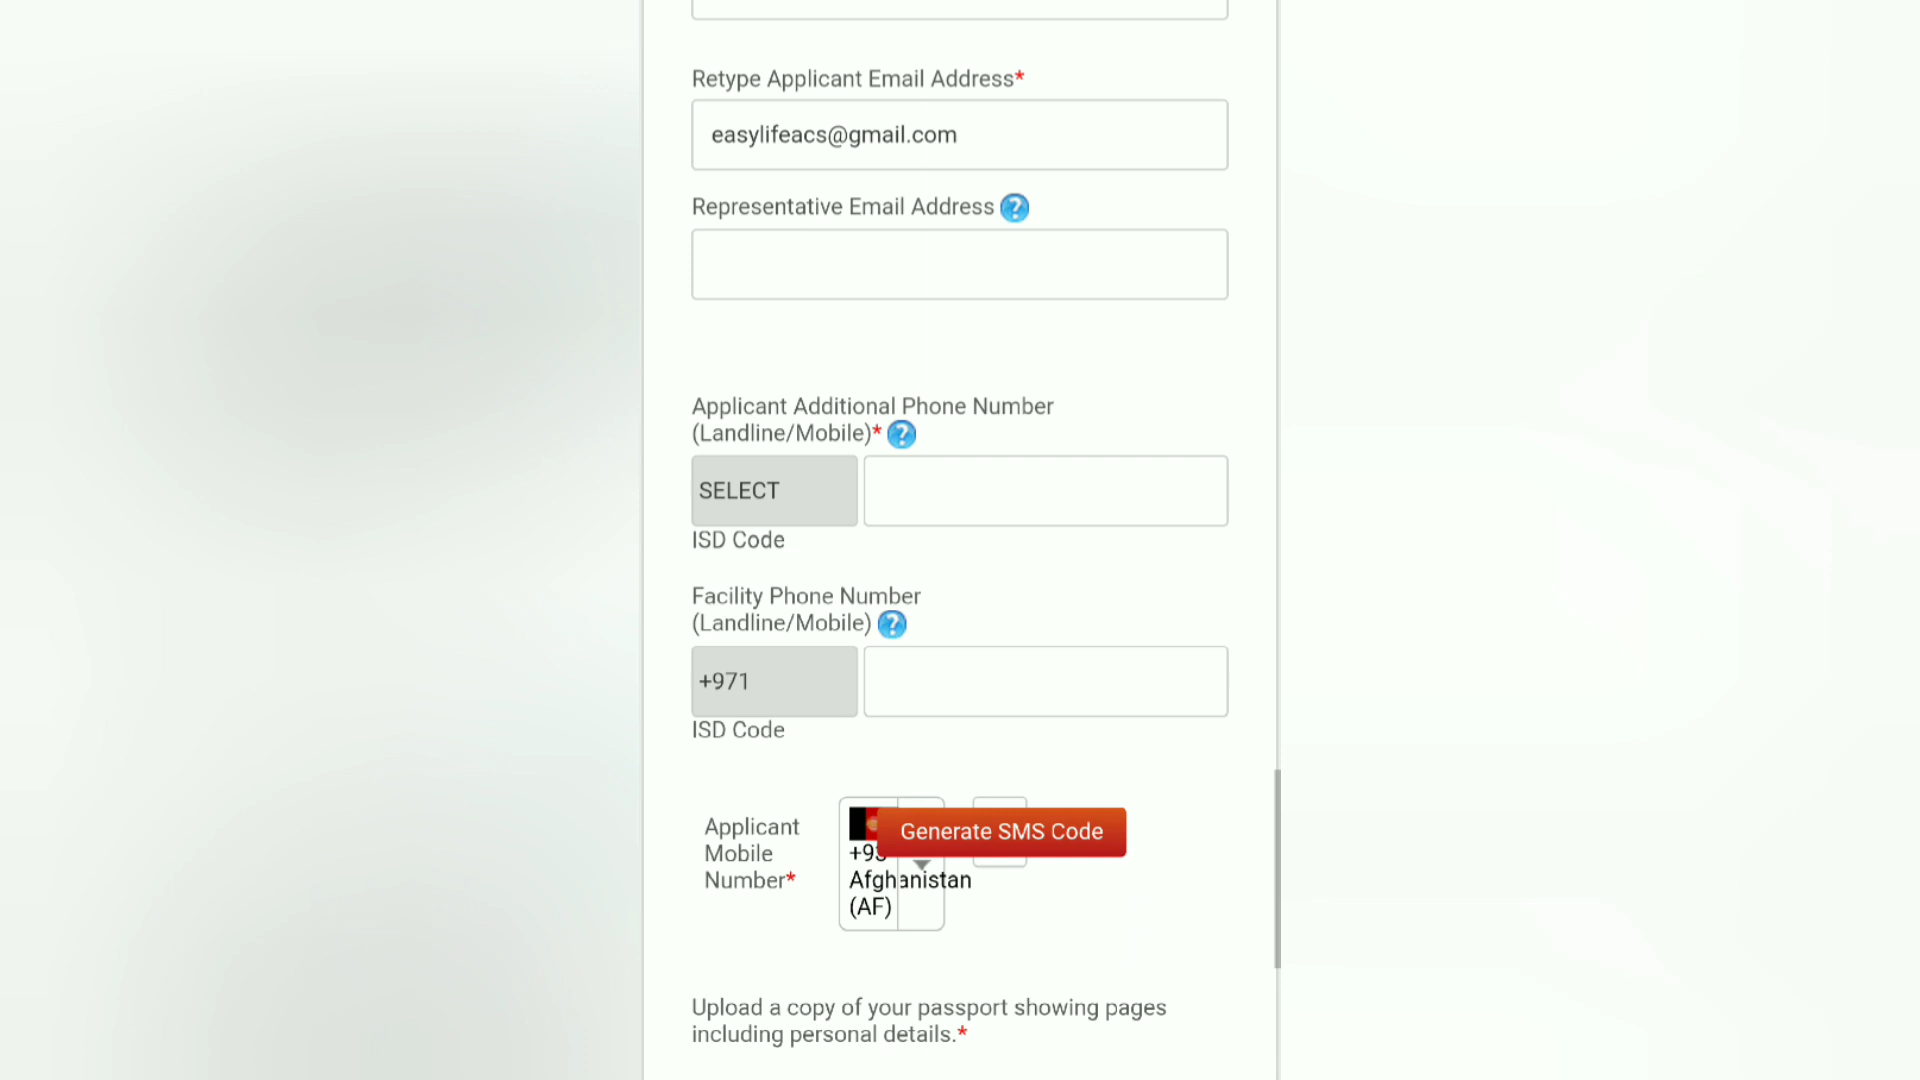 Retype Applicant Email Address*
easylifeacs@gmail.com
Representative Email Address ?
Applicant Additional Phone Number
(Landline/Mobile)* ?
SELECT
ISD Code
Facility Phone Number
(Landline/Mobile) ?
+971
ISD Code
Applicant
Mobile
Number*
Generate SMS Code
+93
Afghanistan
(AF)
Upload a copy of your passport showing pages
including personal details.*